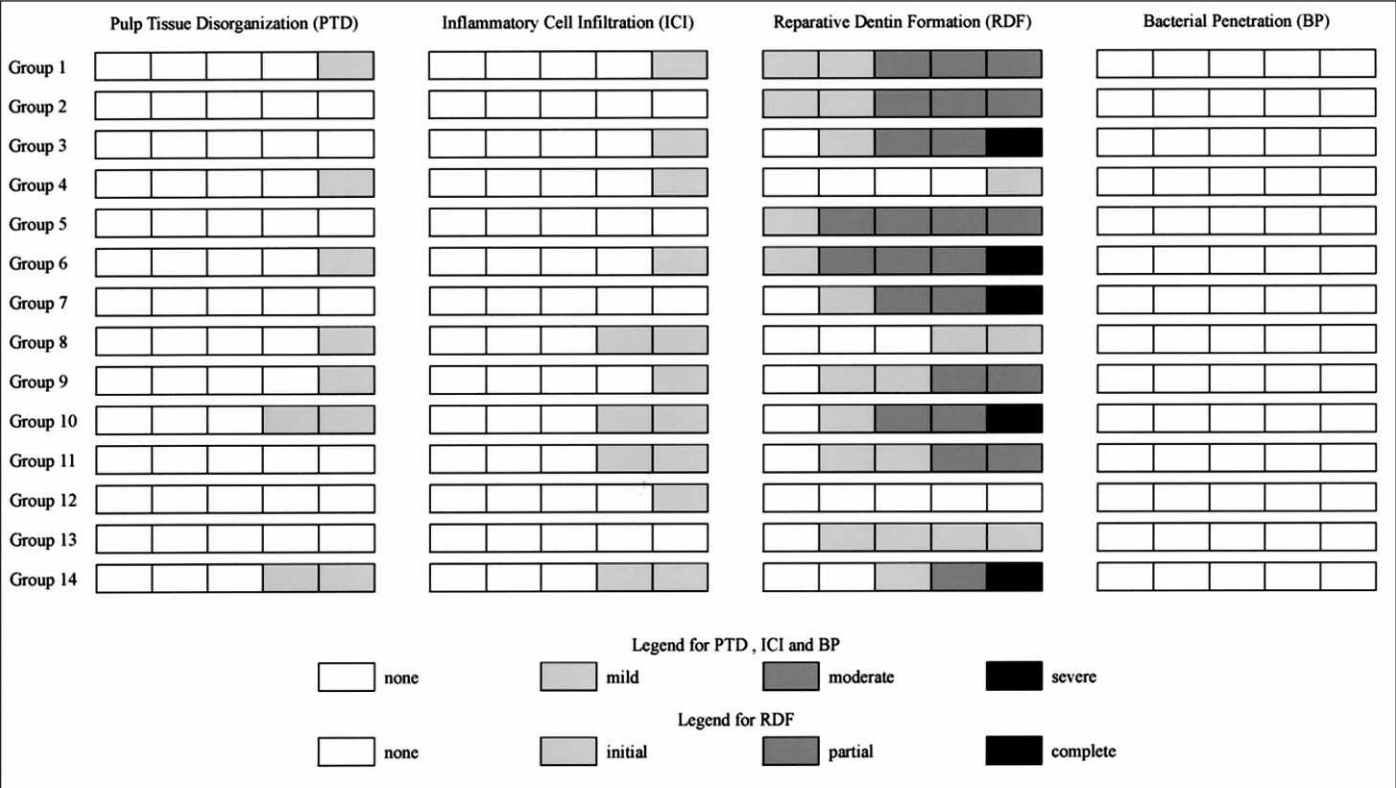 Pulp Tissue Disorganization (PTD) Inflammatory Cell Infiltration (ICI) Reparative Dentin Formation (RDF) Bacterial Penetration (BP)
Group 1
Group 2
Group 3
Group 4
Group 5
Group 6
Group 7
Group 8
Group 9
Group 10
Group 11
Group 12
Group 13
Group 14
Legend for PTD , ICI and BP
none mild moderate severe
Legend for RDF
none initial partial complete